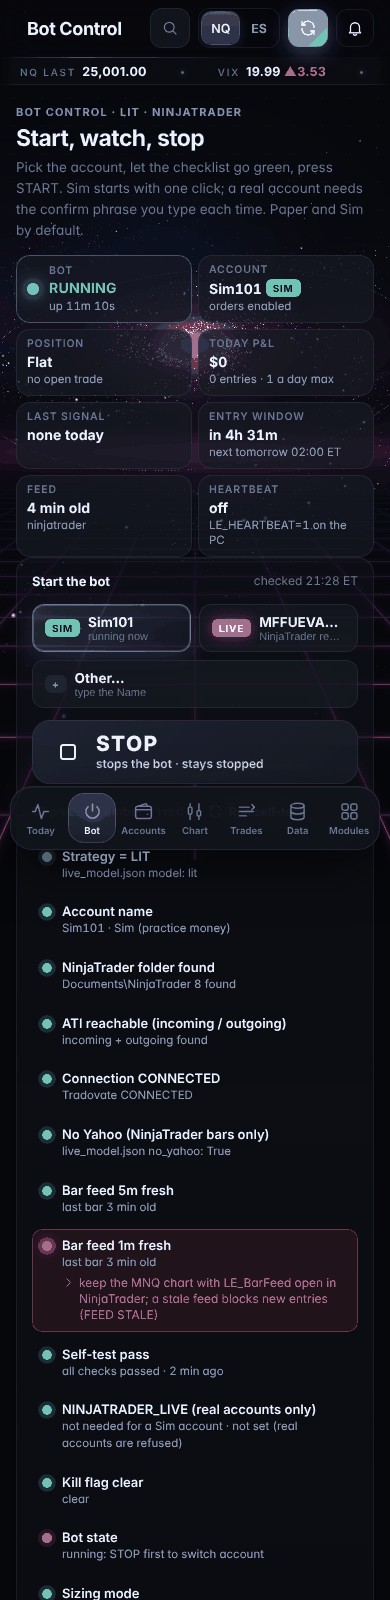 Bot Control
NQ ES
NQ LAST 25,001.00 VIX 19.99 ▲3.53
BOT CONTROL · LIT · NINJATRADER
Start, watch, stop
Pick the account, let the checklist go green, press
START. Sim starts with one click; a real account needs
the confirm phrase you type each time. Paper and Sim
by default.
BOT
RUNNING
up 11m 10s
ACCOUNT
Sim101 SIM
orders enabled
POSITION
Flat
no open trade
TODAY P&L
$0
0 entries · 1 a day max
LAST SIGNAL
none today
ENTRY WINDOW
in 4h 31m
next tomorrow 02:00 ET
FEED
4 min old
ninjatrader
HEARTBEAT
off
LE_HEARTBEAT=1 on the
PC
Start the bot
checked 21:28 ET
SIM
Sim101
running now
LIVE
MFFUEVA...
NinjaTrader re...
+
Other...
type the Name
STOP
stops the bot · stays stopped
Today
Bot
Accounts
Chart
Trades
Data
Modules
Strategy = LIT
live_model.json model: lit
Account name
Sim101 · Sim (practice money)
NinjaTrader folder found
Documents\NinjaTrader 8 found
ATI reachable (incoming / outgoing)
incoming + outgoing found
Connection CONNECTED
Tradovate CONNECTED
No Yahoo (NinjaTrader bars only)
live_model.json no_yahoo: True
Bar feed 5m fresh
last bar 3 min old
Bar feed 1m fresh
last bar 3 min old
keep the MNQ chart with LE_BarFeed open in
NinjaTrader; a stale feed blocks new entries
(FEED STALE)
Self-test pass
all checks passed · 2 min ago
NINJATRADER_LIVE (real accounts only)
not needed for a Sim account · not set (real
accounts are refused)
Kill flag clear
clear
Bot state
running: STOP first to switch account
Sizing mode